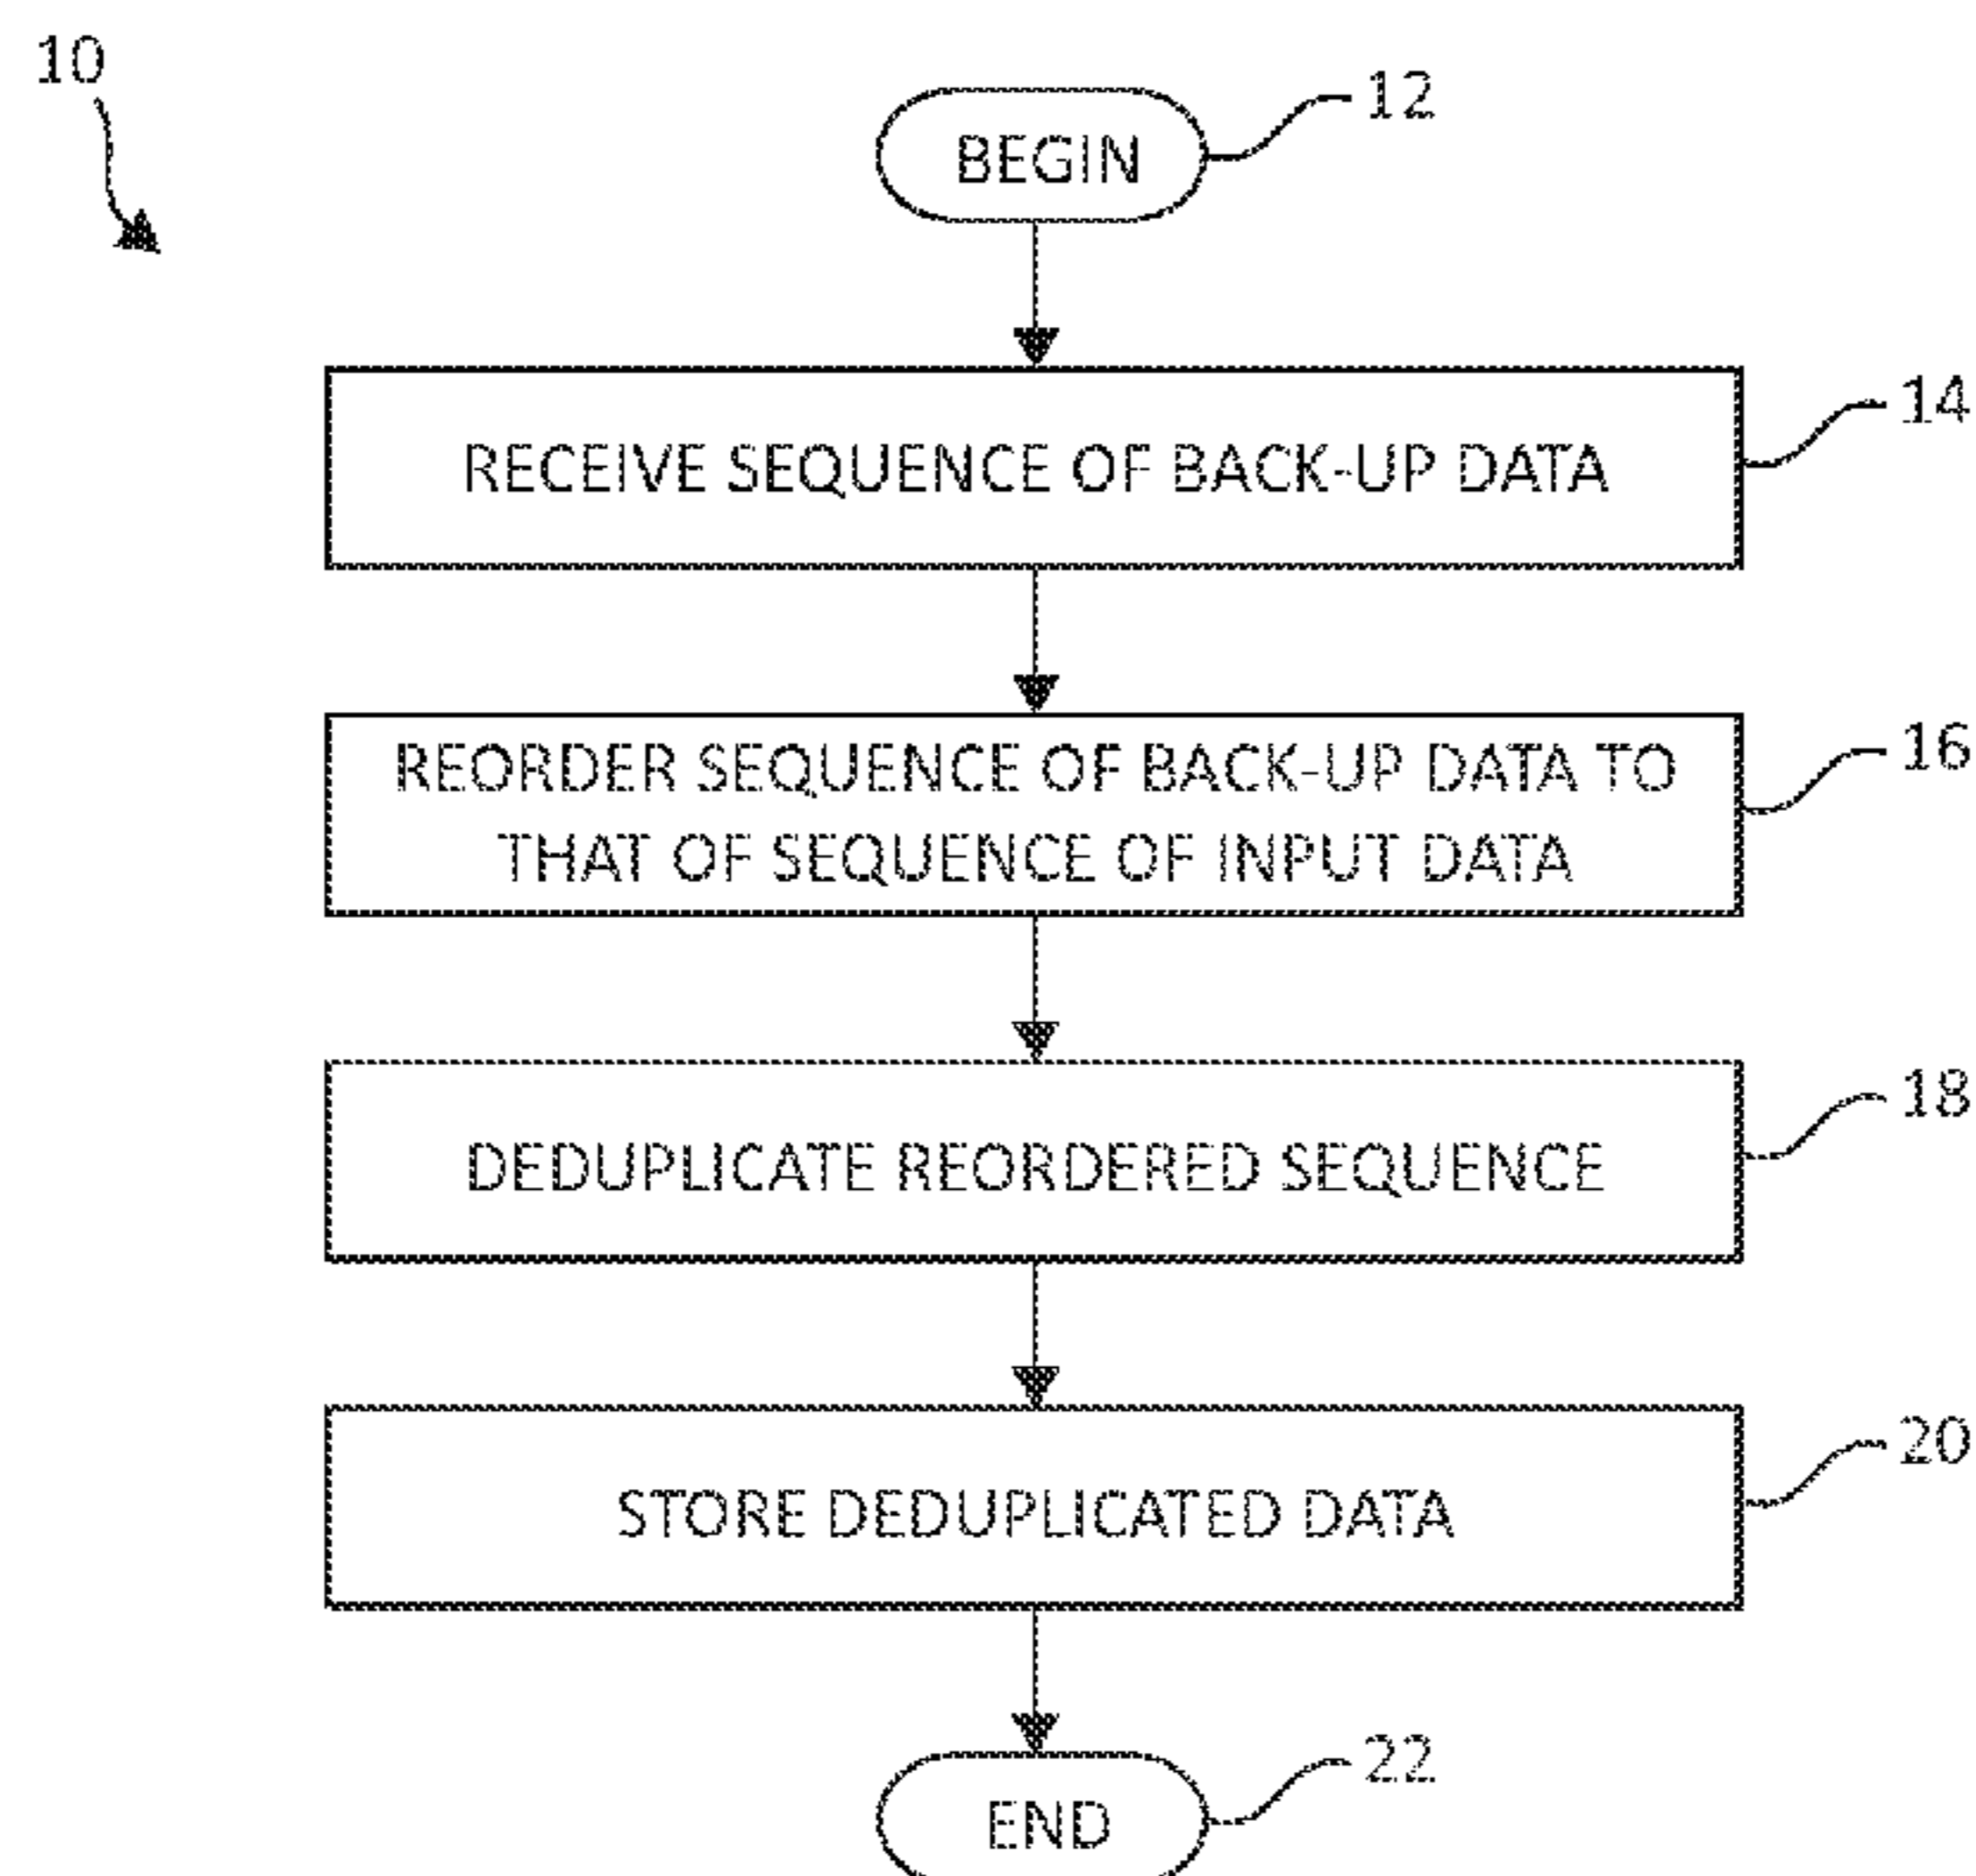 10
BEGIN
12
RECEIVE SEQUENCE OF BACK-UP DATA
14
REORDER SEQUENCE OF BACK-UP DATA TO
THAT OF SEQUENCE OF INPUT DATA
16
DEDUPLICATE REORDERED SEQUENCE
18
STORE DEDUPLICATED DATA
20
END
22